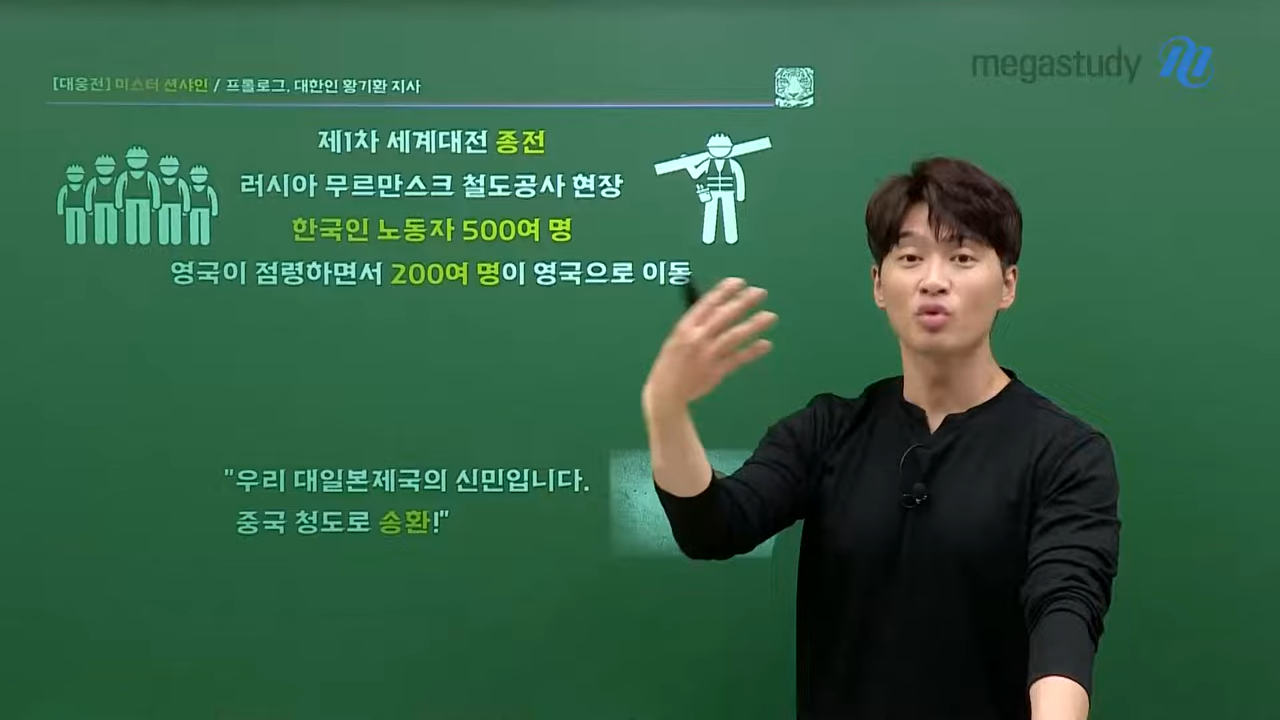 megastudy
[대웅전] 미스터 션샤인 / 프롤로그, 대한인 황기환 지사
제1차 세계대전 종전
러시아 무르만스크 철도공사 현장
한국인 노동자 500여 명
영국이 점령하면서 200여 명이 영국으로 이동
"우리 대일본제국의 신민입니다.
중국 청도로 송환!"